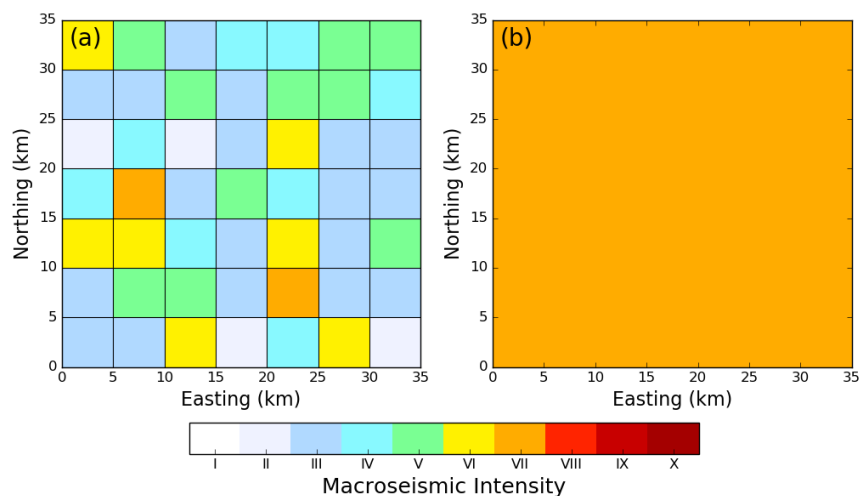 (a)
(b)
35
30
25
20
15
10
5
0
Northing (km)
0 5 10 15 20 25 30 35
Easting (km)
35
30
25
20
15
10
5
0
Northing (km)
0 5 10 15 20 25 30 35
Easting (km)
I II III IV V VI VII VIII IX X
Macroseismic Intensity